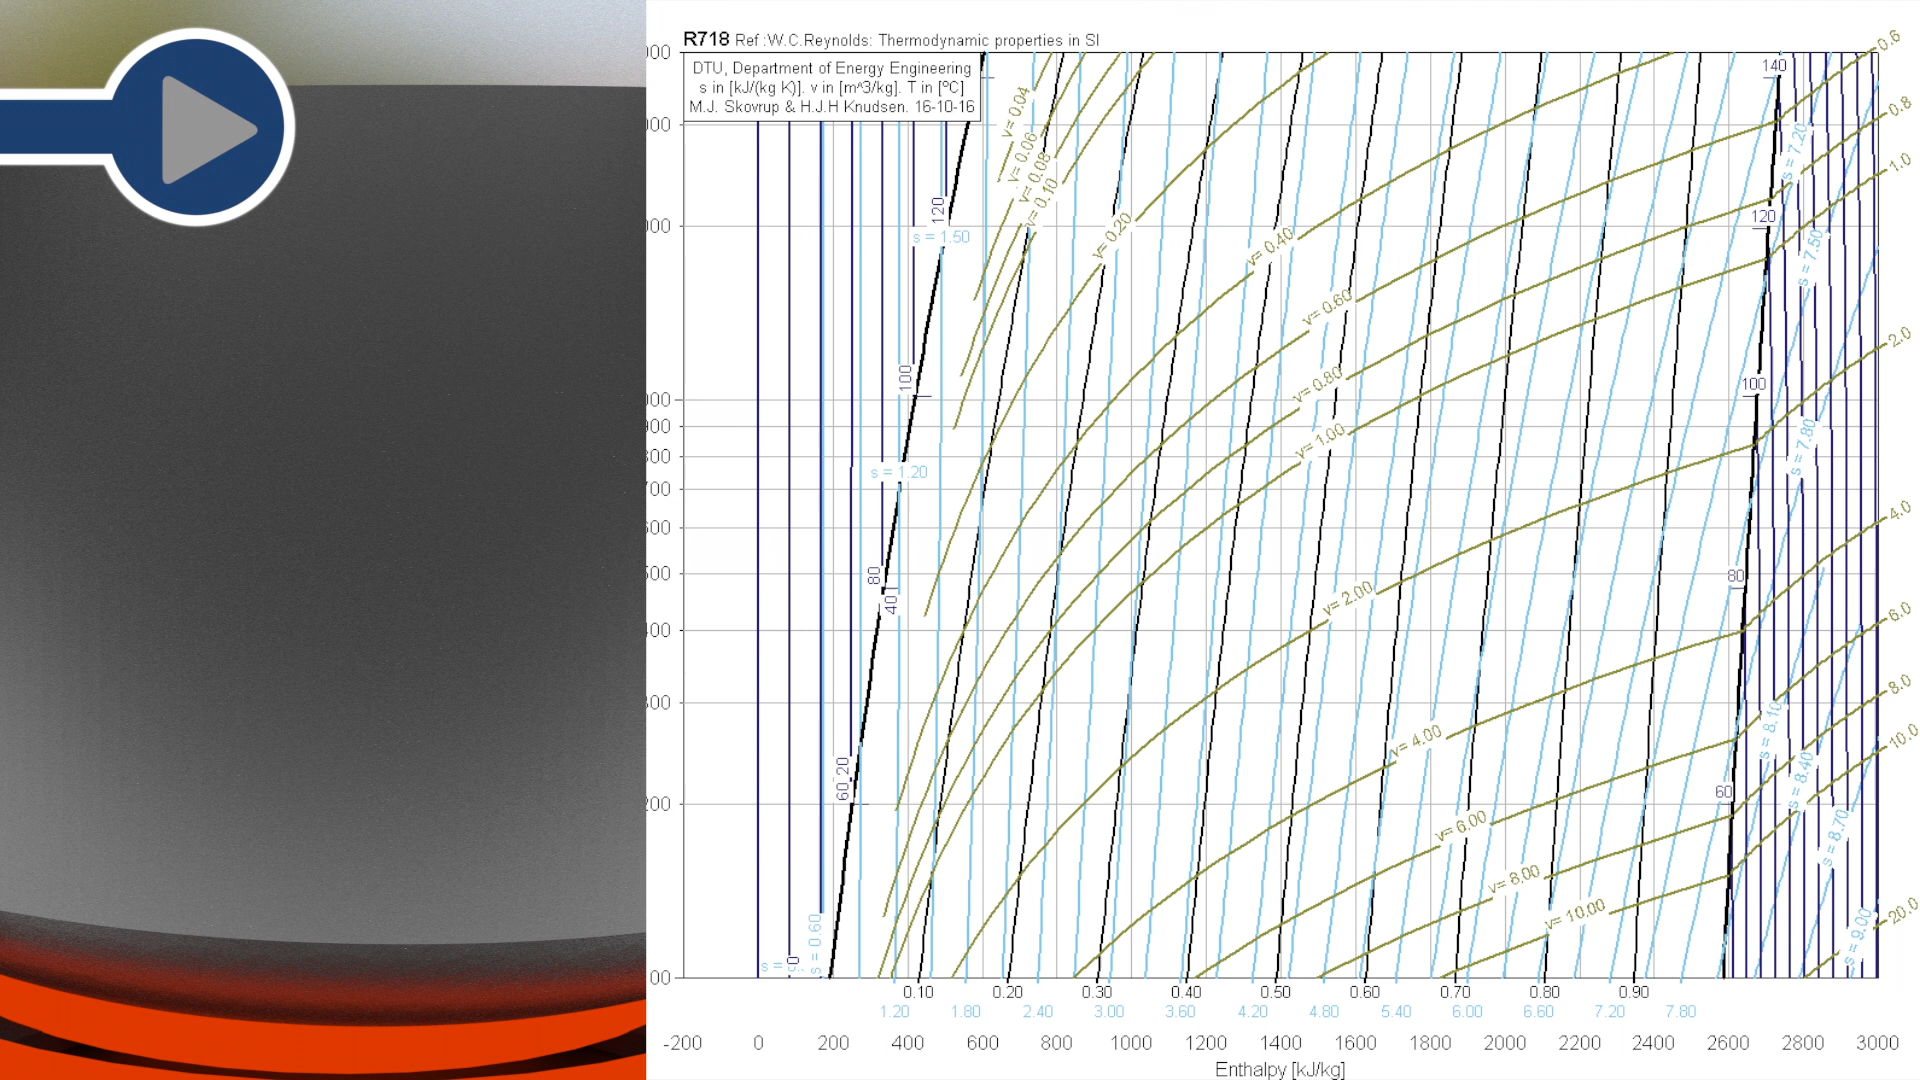 R718 Ref :W.C.Reynolds: Thermodynamic properties in SI
DTU, Department of Energy Engineering
s in [kJ/(kg K)]. v in [m^3/kg]. T in [ºC]
M.J. Skovrup & H.J.H Knudsen. 16-10-16
0.6
140
0.8
v= 0.04
s = 7.20
1.0
v= 0.06
v= 0.08
v= 0.10
120
120
v= 0.20
s = 1.50
v= 0.40
s = 7.50
v= 0.60
2.0
100
v= 0.80
100
v= 1.00
s = 7.80
s = 1.20
4.0
80
80
40
v= 2.00
6.0
8.0
s = 8.10
v= 4.00
10.0
20
60
60
s = 8.40
v= 6.00
s = 8.70
v= 8.00
v= 10.00
20.0
s = 0.60
s = 9.00
0
0.10 0.20 0.30 0.40 0.50 0.60 0.70 0.80 0.90
1.20 1.80 2.40 3.00 3.60 4.20 4.80 5.40 6.00 6.60 7.20 7.80
-200 0 200 400 600 800 1000 1200 1400 1600 1800 2000 2200 2400 2600 2800 3000
Enthalpy [kJ/kg]